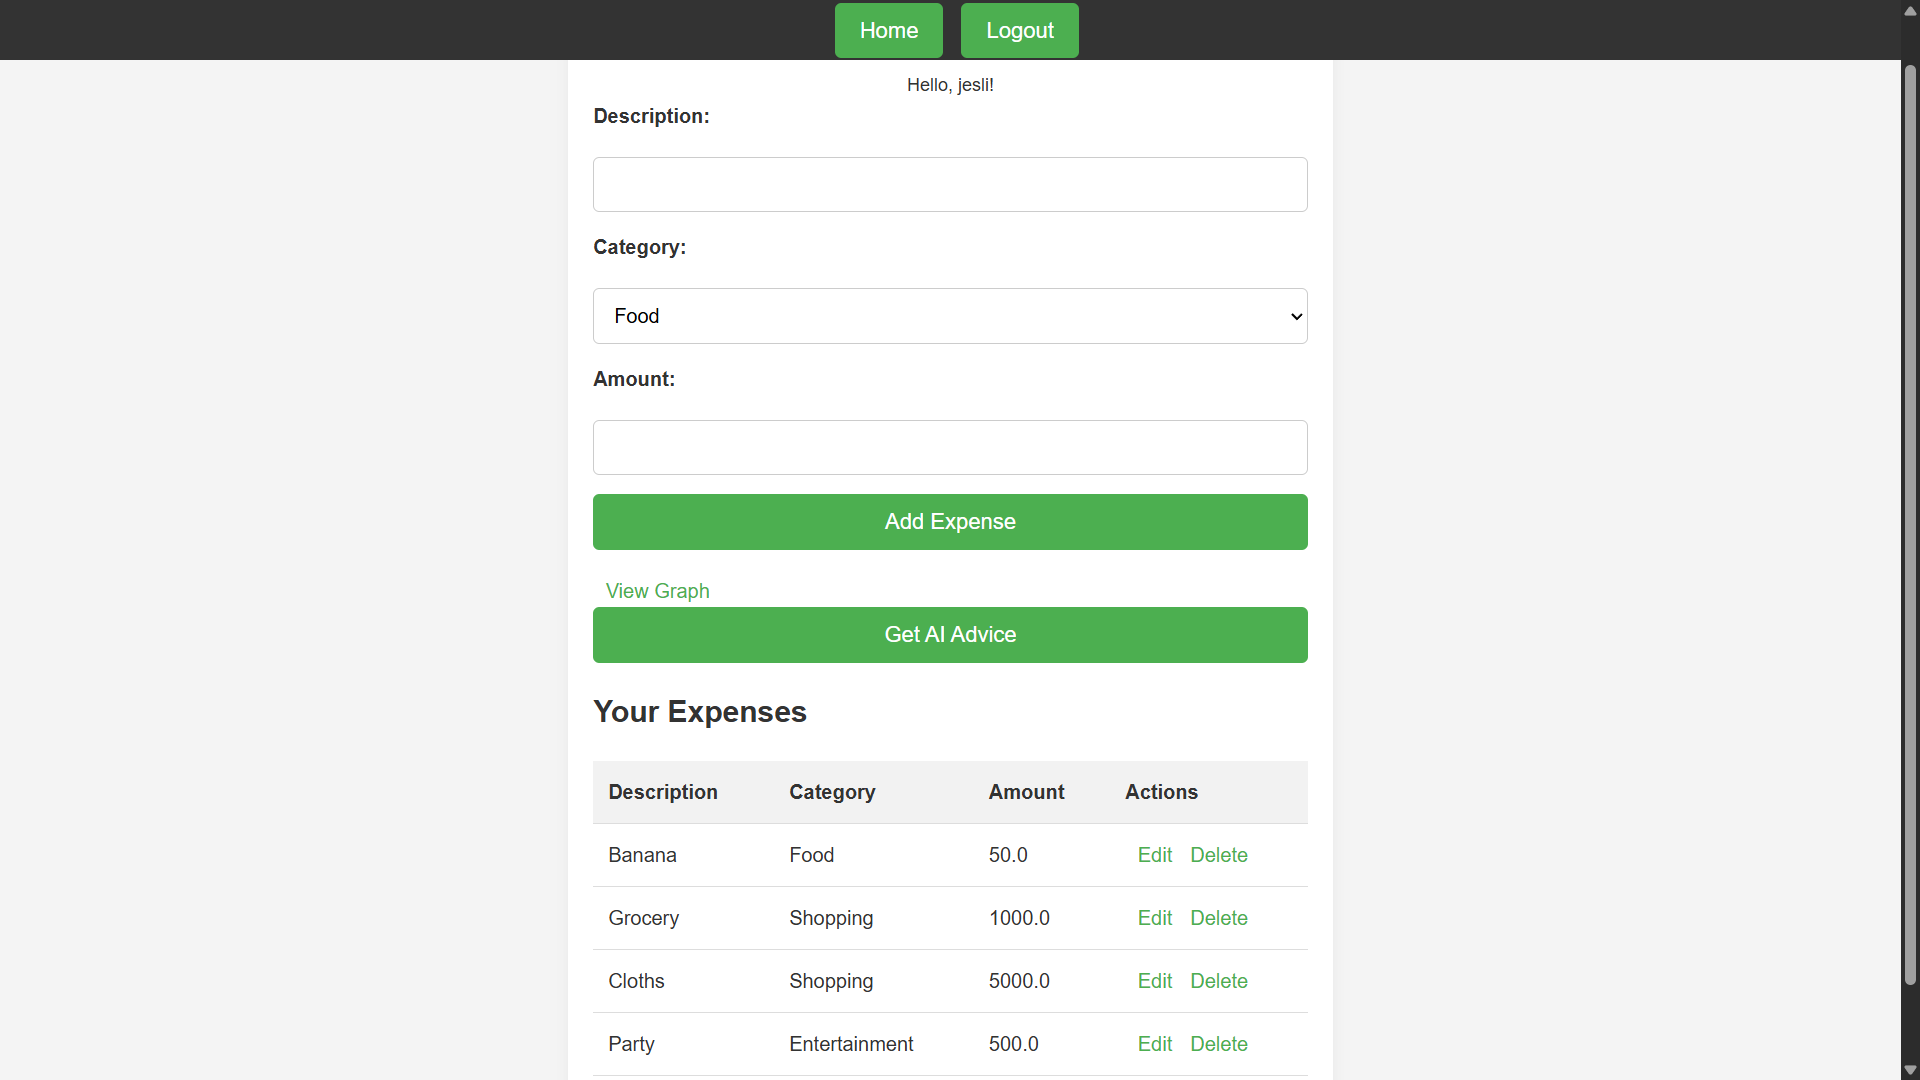 Home Logout
Hello, jesli!
Description:
Category:
Food
Amount:
Add Expense
View Graph
Get AI Advice
Your Expenses
Description Category Amount Actions
Banana Food 50.0 Edit Delete
Grocery Shopping 1000.0 Edit Delete
Cloths Shopping 5000.0 Edit Delete
Party Entertainment 500.0 Edit Delete